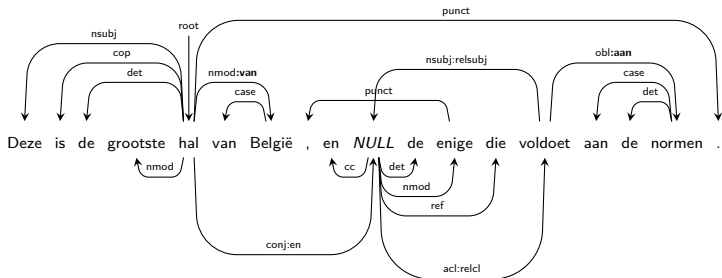 punct
root
nsubj
cop
obl:aan
nsubj:relsubj
det
nmod:van
case
punct
case
det
Deze is de grootste hal van België , en NULL de enige die voldoet aan de normen .
nmod
cc
det
nmod
ref
conj:en
acl:relcl